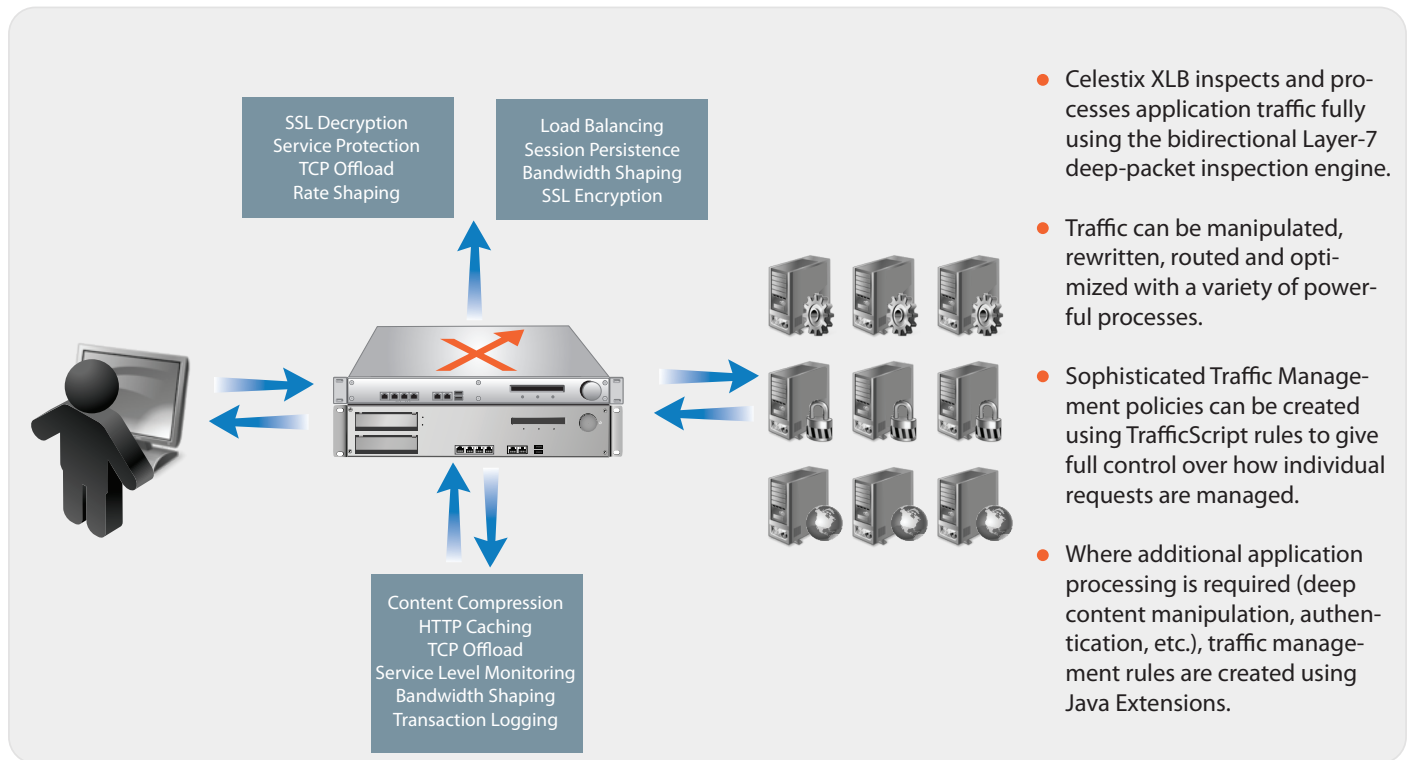 SSL Decryption
Service Protection
TCP Offload
Rate Shaping
Load Balancing
Session Persistence
Bandwidth Shaping
SSL Encryption
Content Compression
HTTP Caching
TCP Offload
Service Level Monitoring
Bandwidth Shaping
Transaction Logging
Celestix XLB inspects and pro-
cesses application traffic fully
using the bidirectional Layer-7
deep-packet inspection engine.
Traffic can be manipulated,
rewritten, routed and opti-
mized with a variety of power-
ful processes.
Sophisticated Traffic Manage-
ment policies can be created
using TrafficScript rules to give
full control over how individual
requests are managed.
Where additional application
processing is required (deep
content manipulation, authen-
tication, etc.), traffic manage-
ment rules are created using
Java Extensions.